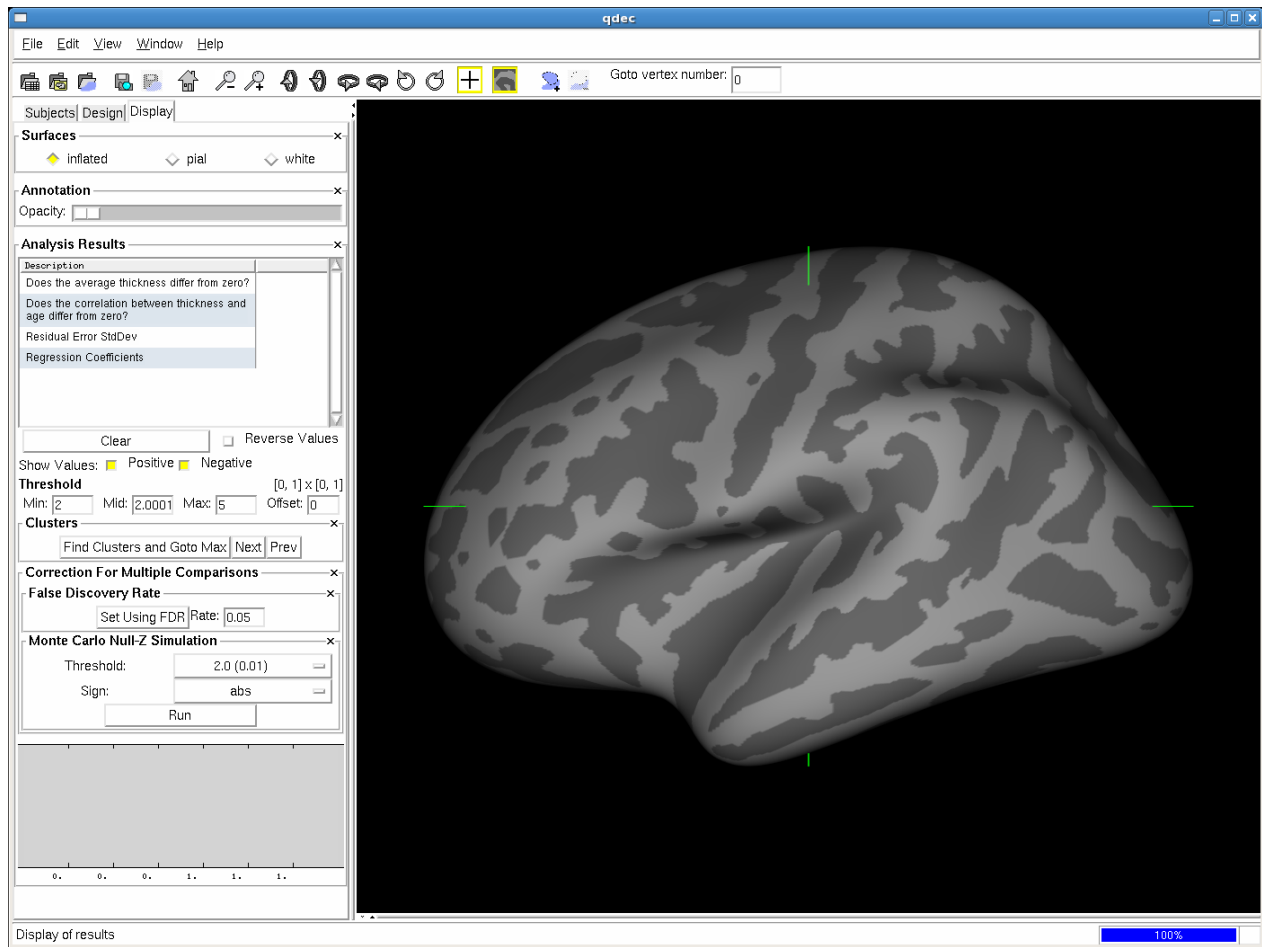 qdec
File Edit View Window Help
Goto vertex number: 0
Subjects Design Display
Surfaces
inflated pial white
Annotation
Opacity:
Analysis Results
Description
Does the average thickness differ from zero?
Does the correlation between thickness and
age differ from zero?
Residual Error StdDev
Regression Coefficients
Clear Reverse Values
Show Values: Positive Negative
Threshold [0, 1] x [0, 1]
Min: 2 Mid: 2.0001 Max: 5 Offset: 0
Clusters
Find Clusters and Goto Max Next Prev
Correction For Multiple Comparisons
False Discovery Rate
Set Using FDR Rate: 0.05
Monte Carlo Null-Z Simulation
Threshold: 2.0 (0.01)
Sign: abs
Run
0. 0. 0. 1. 1. 1.
Display of results 100%